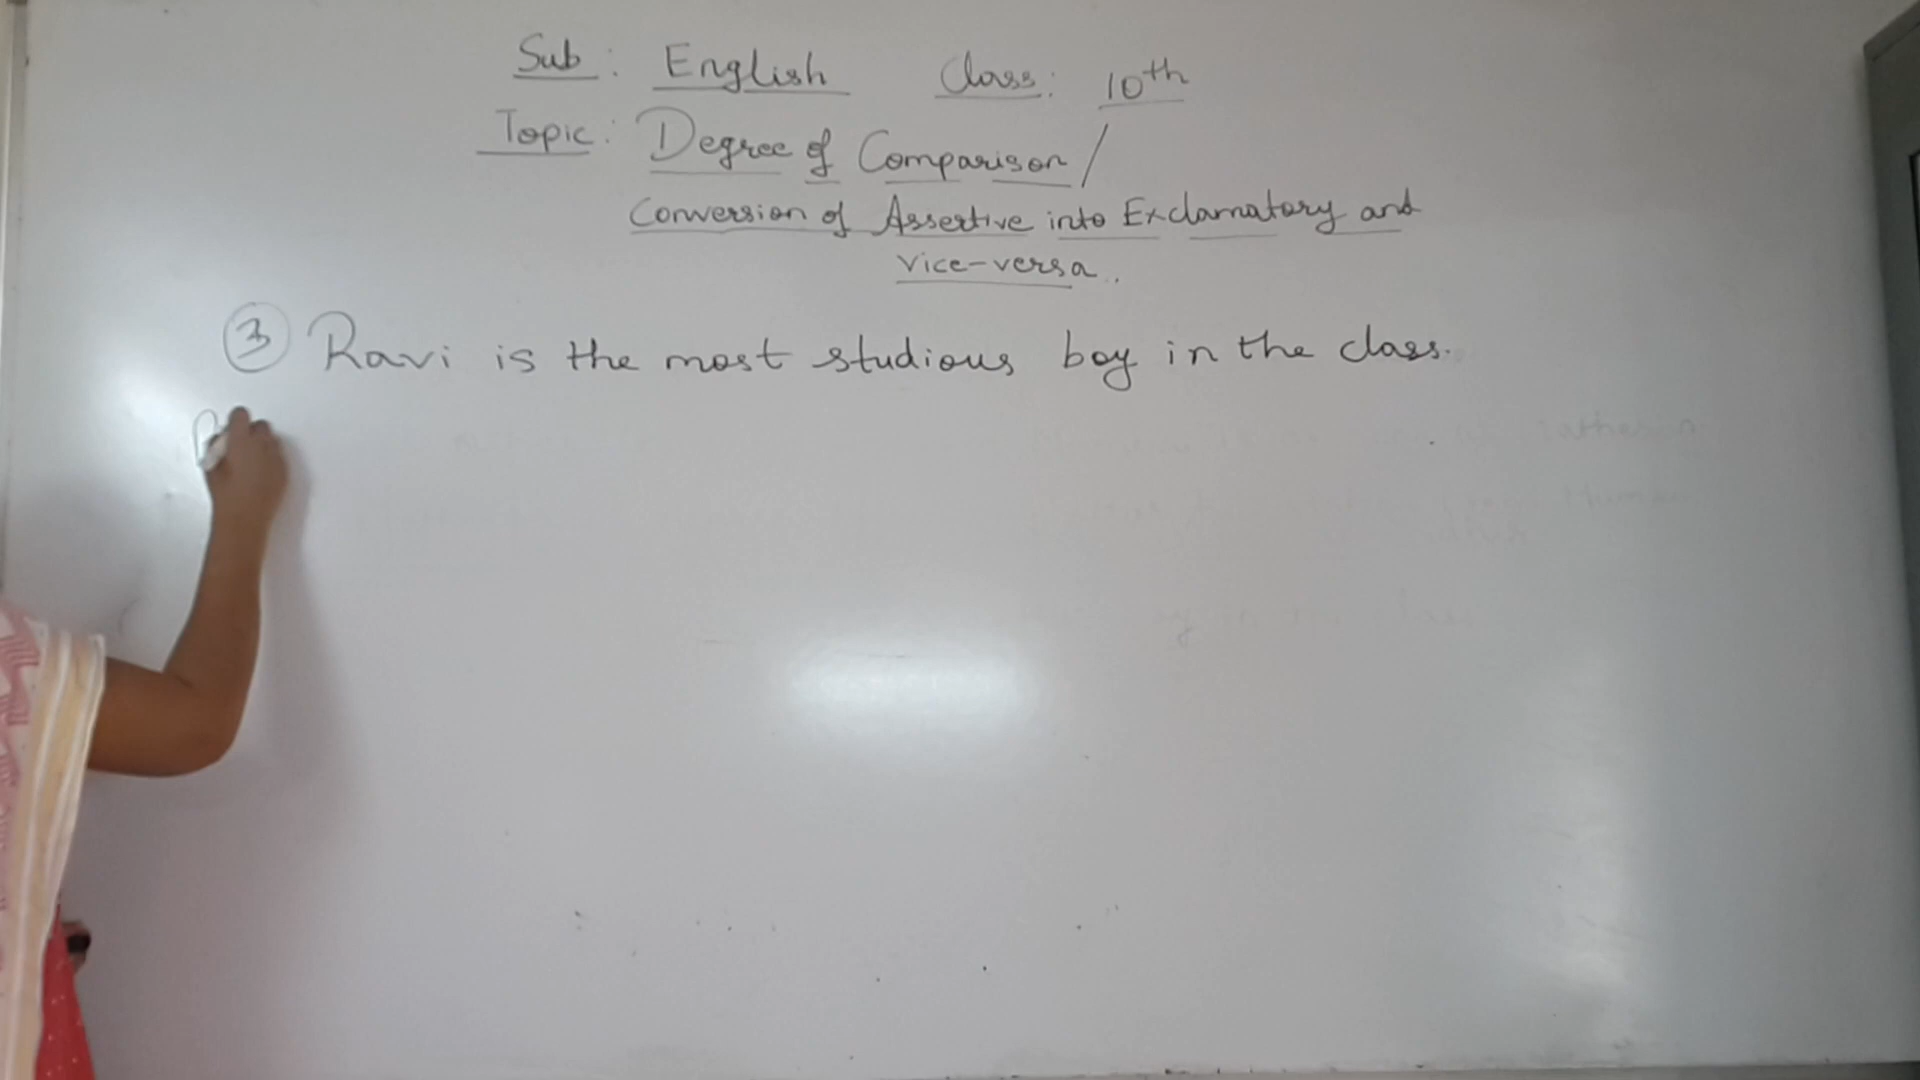 Sub: English Class: 10th
Topic: Degree of Comparison /
Conversion of Assertive into Exclamatory and
Vice-versa.
③ Ravi is the most studious boy in the class.